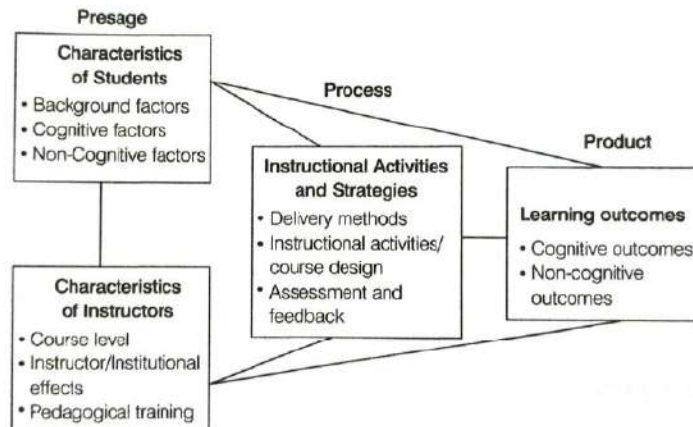 Presage
Characteristics
of Students
• Background factors
• Cognitive factors
• Non-Cognitive factors
Process
Instructional Activities
and Strategies
• Delivery methods
• Instructional activities/
course design
• Assessment and
feedback
Product
Learning outcomes
• Cognitive outcomes
• Non-cognitive
outcomes
Characteristics
of Instructors
• Course level
• Instructor/Institutional
effects
• Pedagogical training